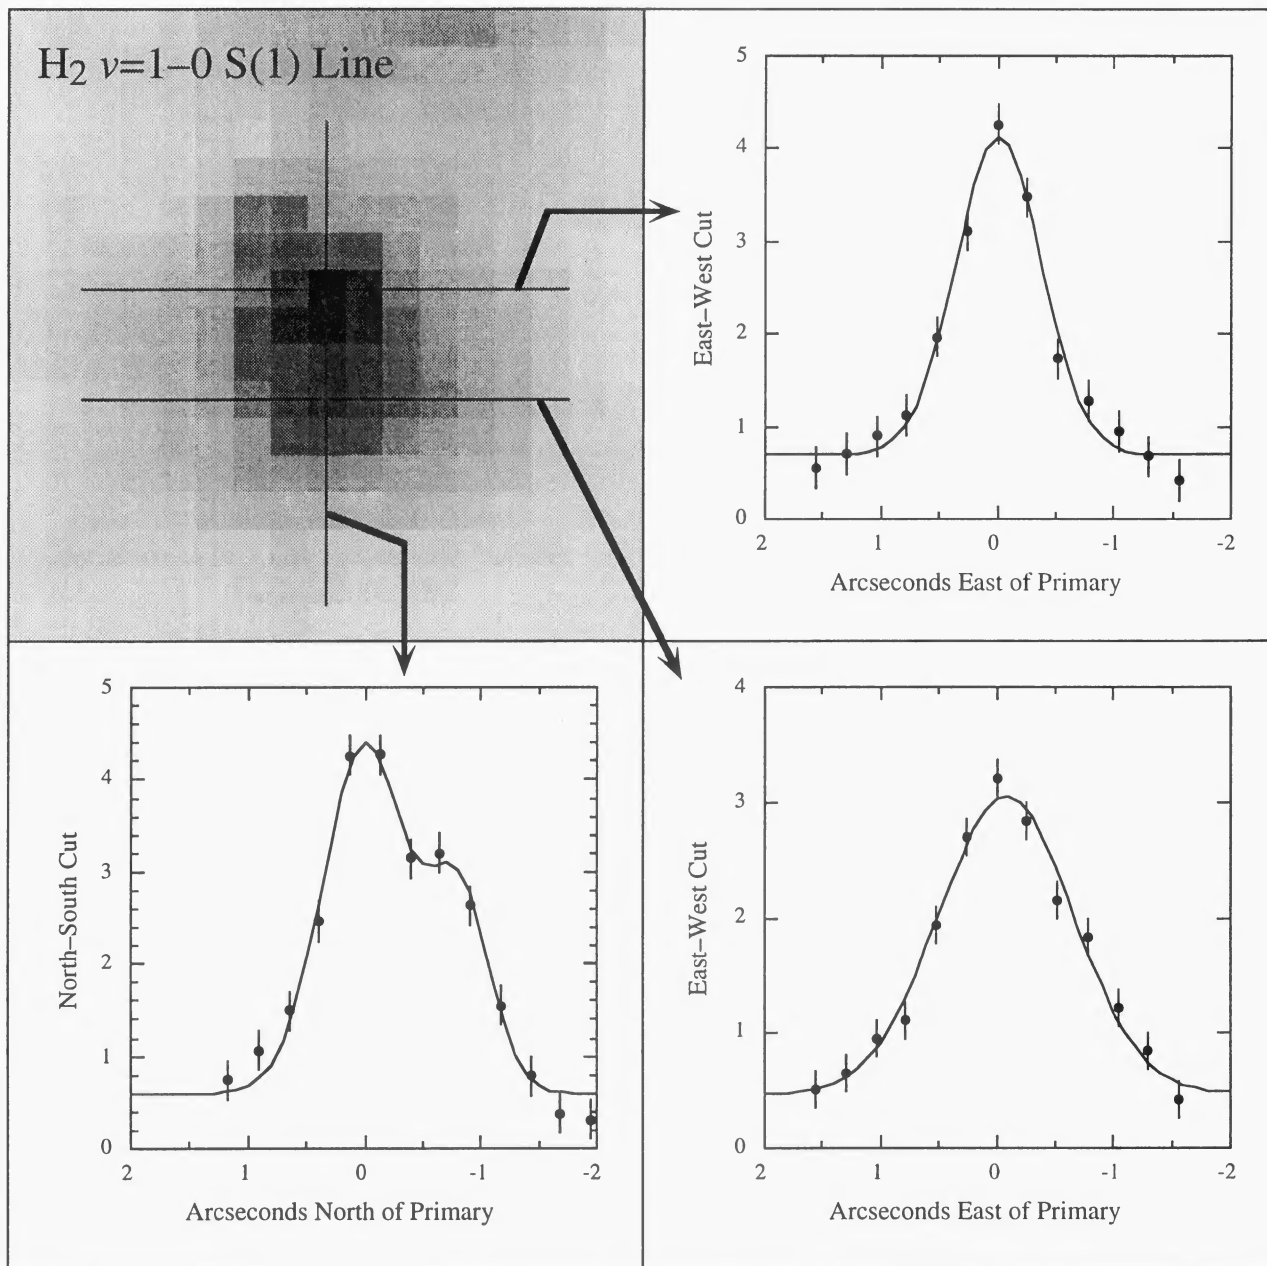 H2 v=1–0 S(1) Line
5
4
3
2
1
0
East–West Cut
2 1 0 -1 -2
Arcseconds East of Primary
5
4
3
2
1
0
North–South Cut
2 1 0 -1 -2
Arcseconds North of Primary
4
3
2
1
0
East–West Cut
2 1 0 -1 -2
Arcseconds East of Primary